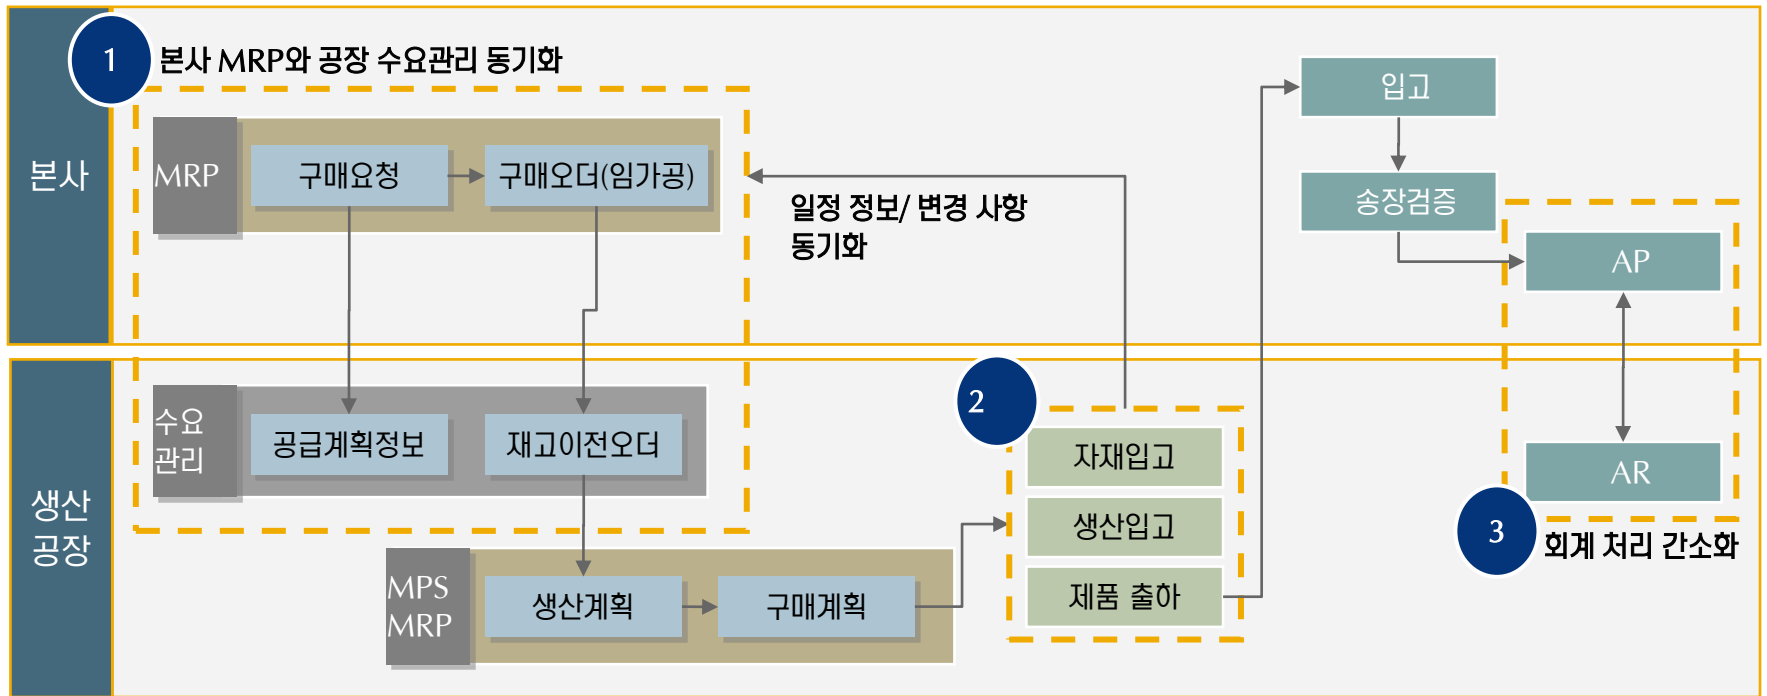 1
본사 MRP와 공장 수요관리 동기화
본사
MRP
구매요청
구매오더(임가공)
일정 정보/ 변경 사항
동기화
입고
송장검증
AP
생산
공장
수요
관리
공급계획정보
재고이전오더
MPS
MRP
생산계획
구매계획
2
자재입고
생산입고
제품 출하
AR
3
회계 처리 간소화